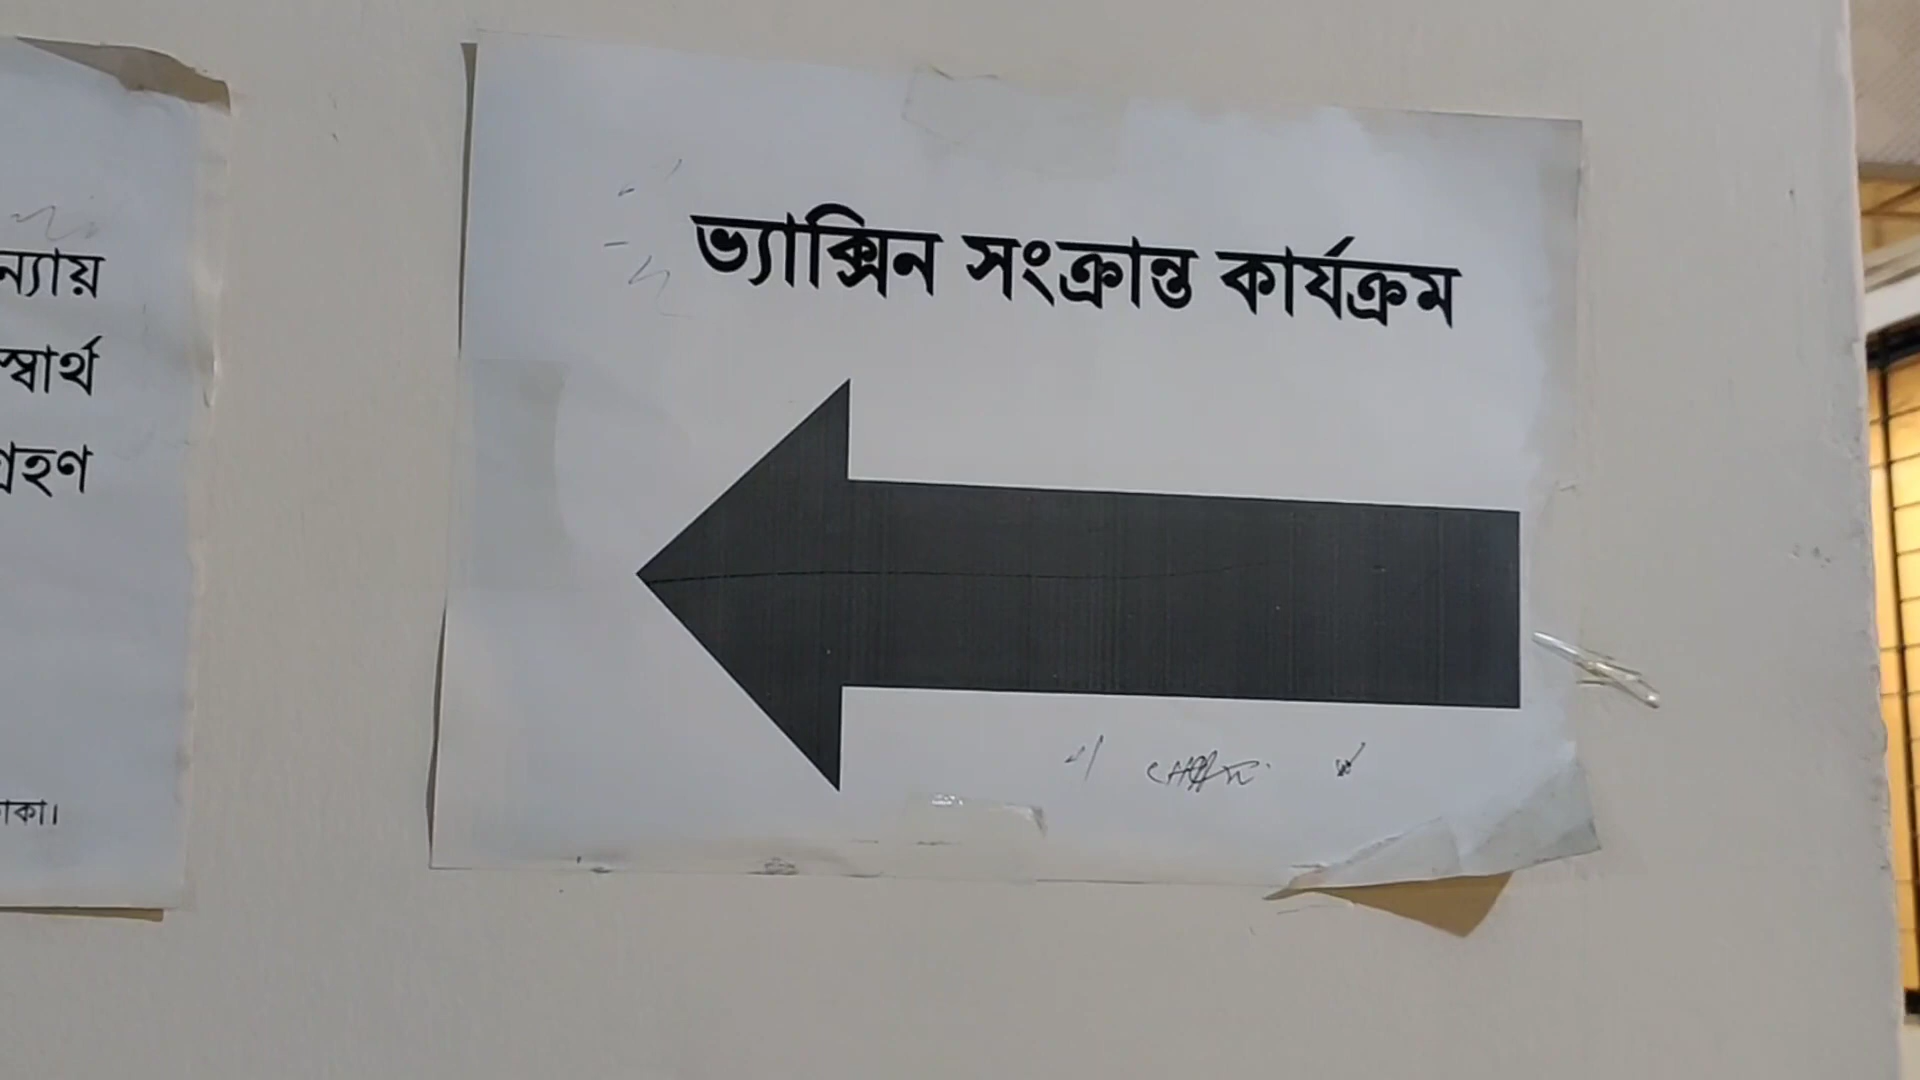 ন্যায়
স্বার্থ
গ্রহণ
ভ্যাক্সিন সংক্রান্ত কার্যক্রম